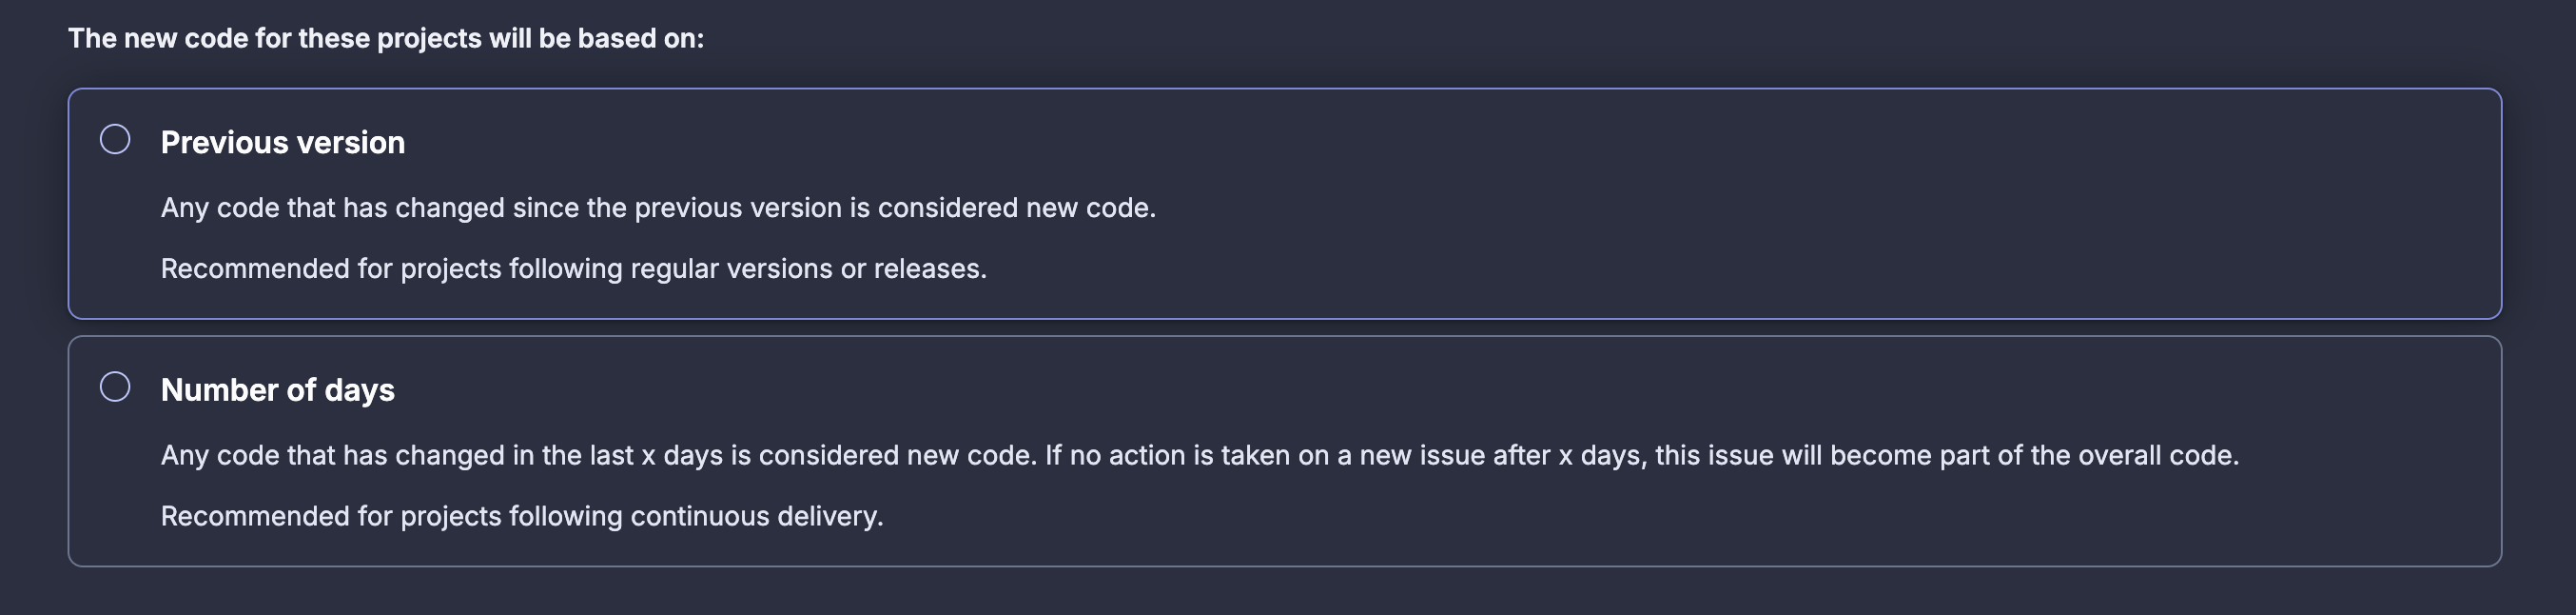 The new code for these projects will be based on:
Previous version
Any code that has changed since the previous version is considered new code.
Recommended for projects following regular versions or releases.
Number of days
Any code that has changed in the last x days is considered new code. If no action is taken on a new issue after x days, this issue will become part of the overall code.
Recommended for projects following continuous delivery.